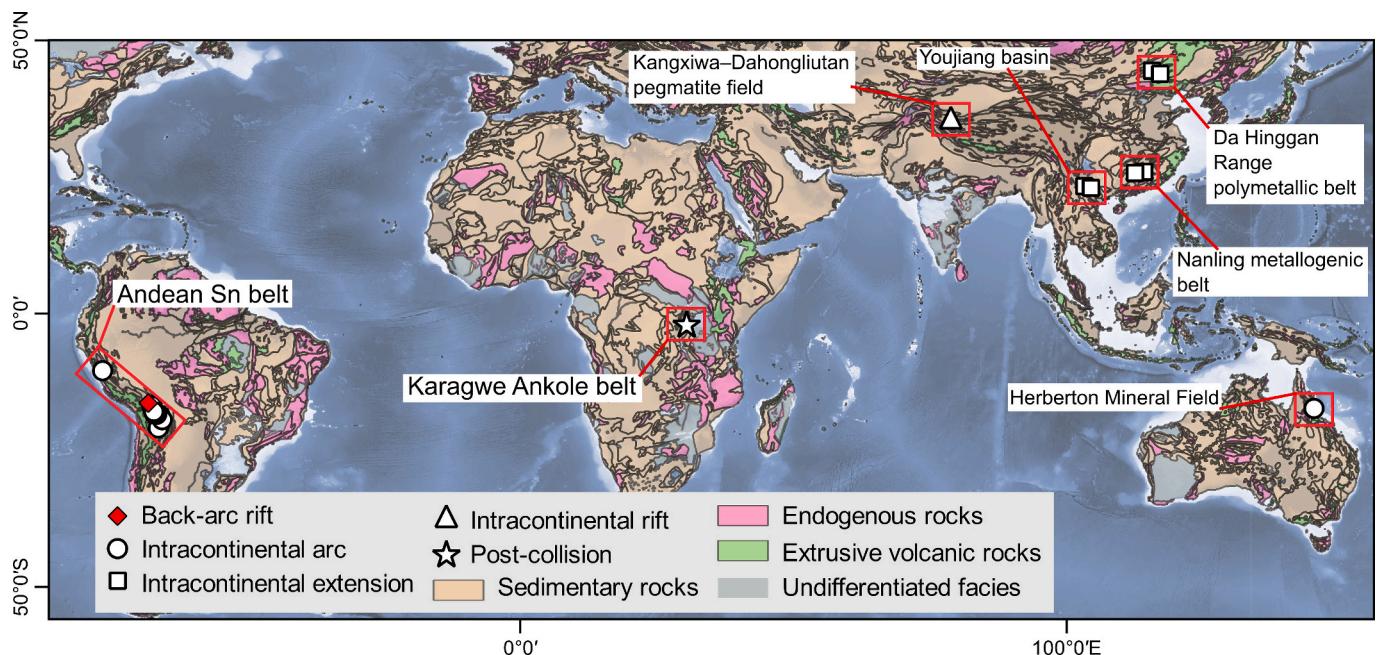 50°0′N
Kangxiwa–Dahongliutan
pegmatite field
Youjiang basin
Da Hinggan
Range
polymetallic belt
Nanling metallogenic
belt
Andean Sn belt
0°0′
Karagwe Ankole belt
Herberton Mineral Field
Back-arc rift
Intracontinental arc
Intracontinental extension
Intracontinental rift
Post-collision
Sedimentary rocks
Endogenous rocks
Extrusive volcanic rocks
Undifferentiated facies
50°0′S
0°0′
100°0′E